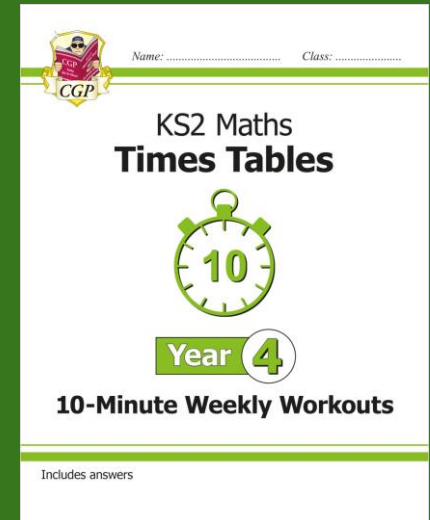 CGP
CGP
Name: ..................................... Class: .....................
KS2 Maths
Times Tables
10
Year 4
10-Minute Weekly Workouts
Includes answers